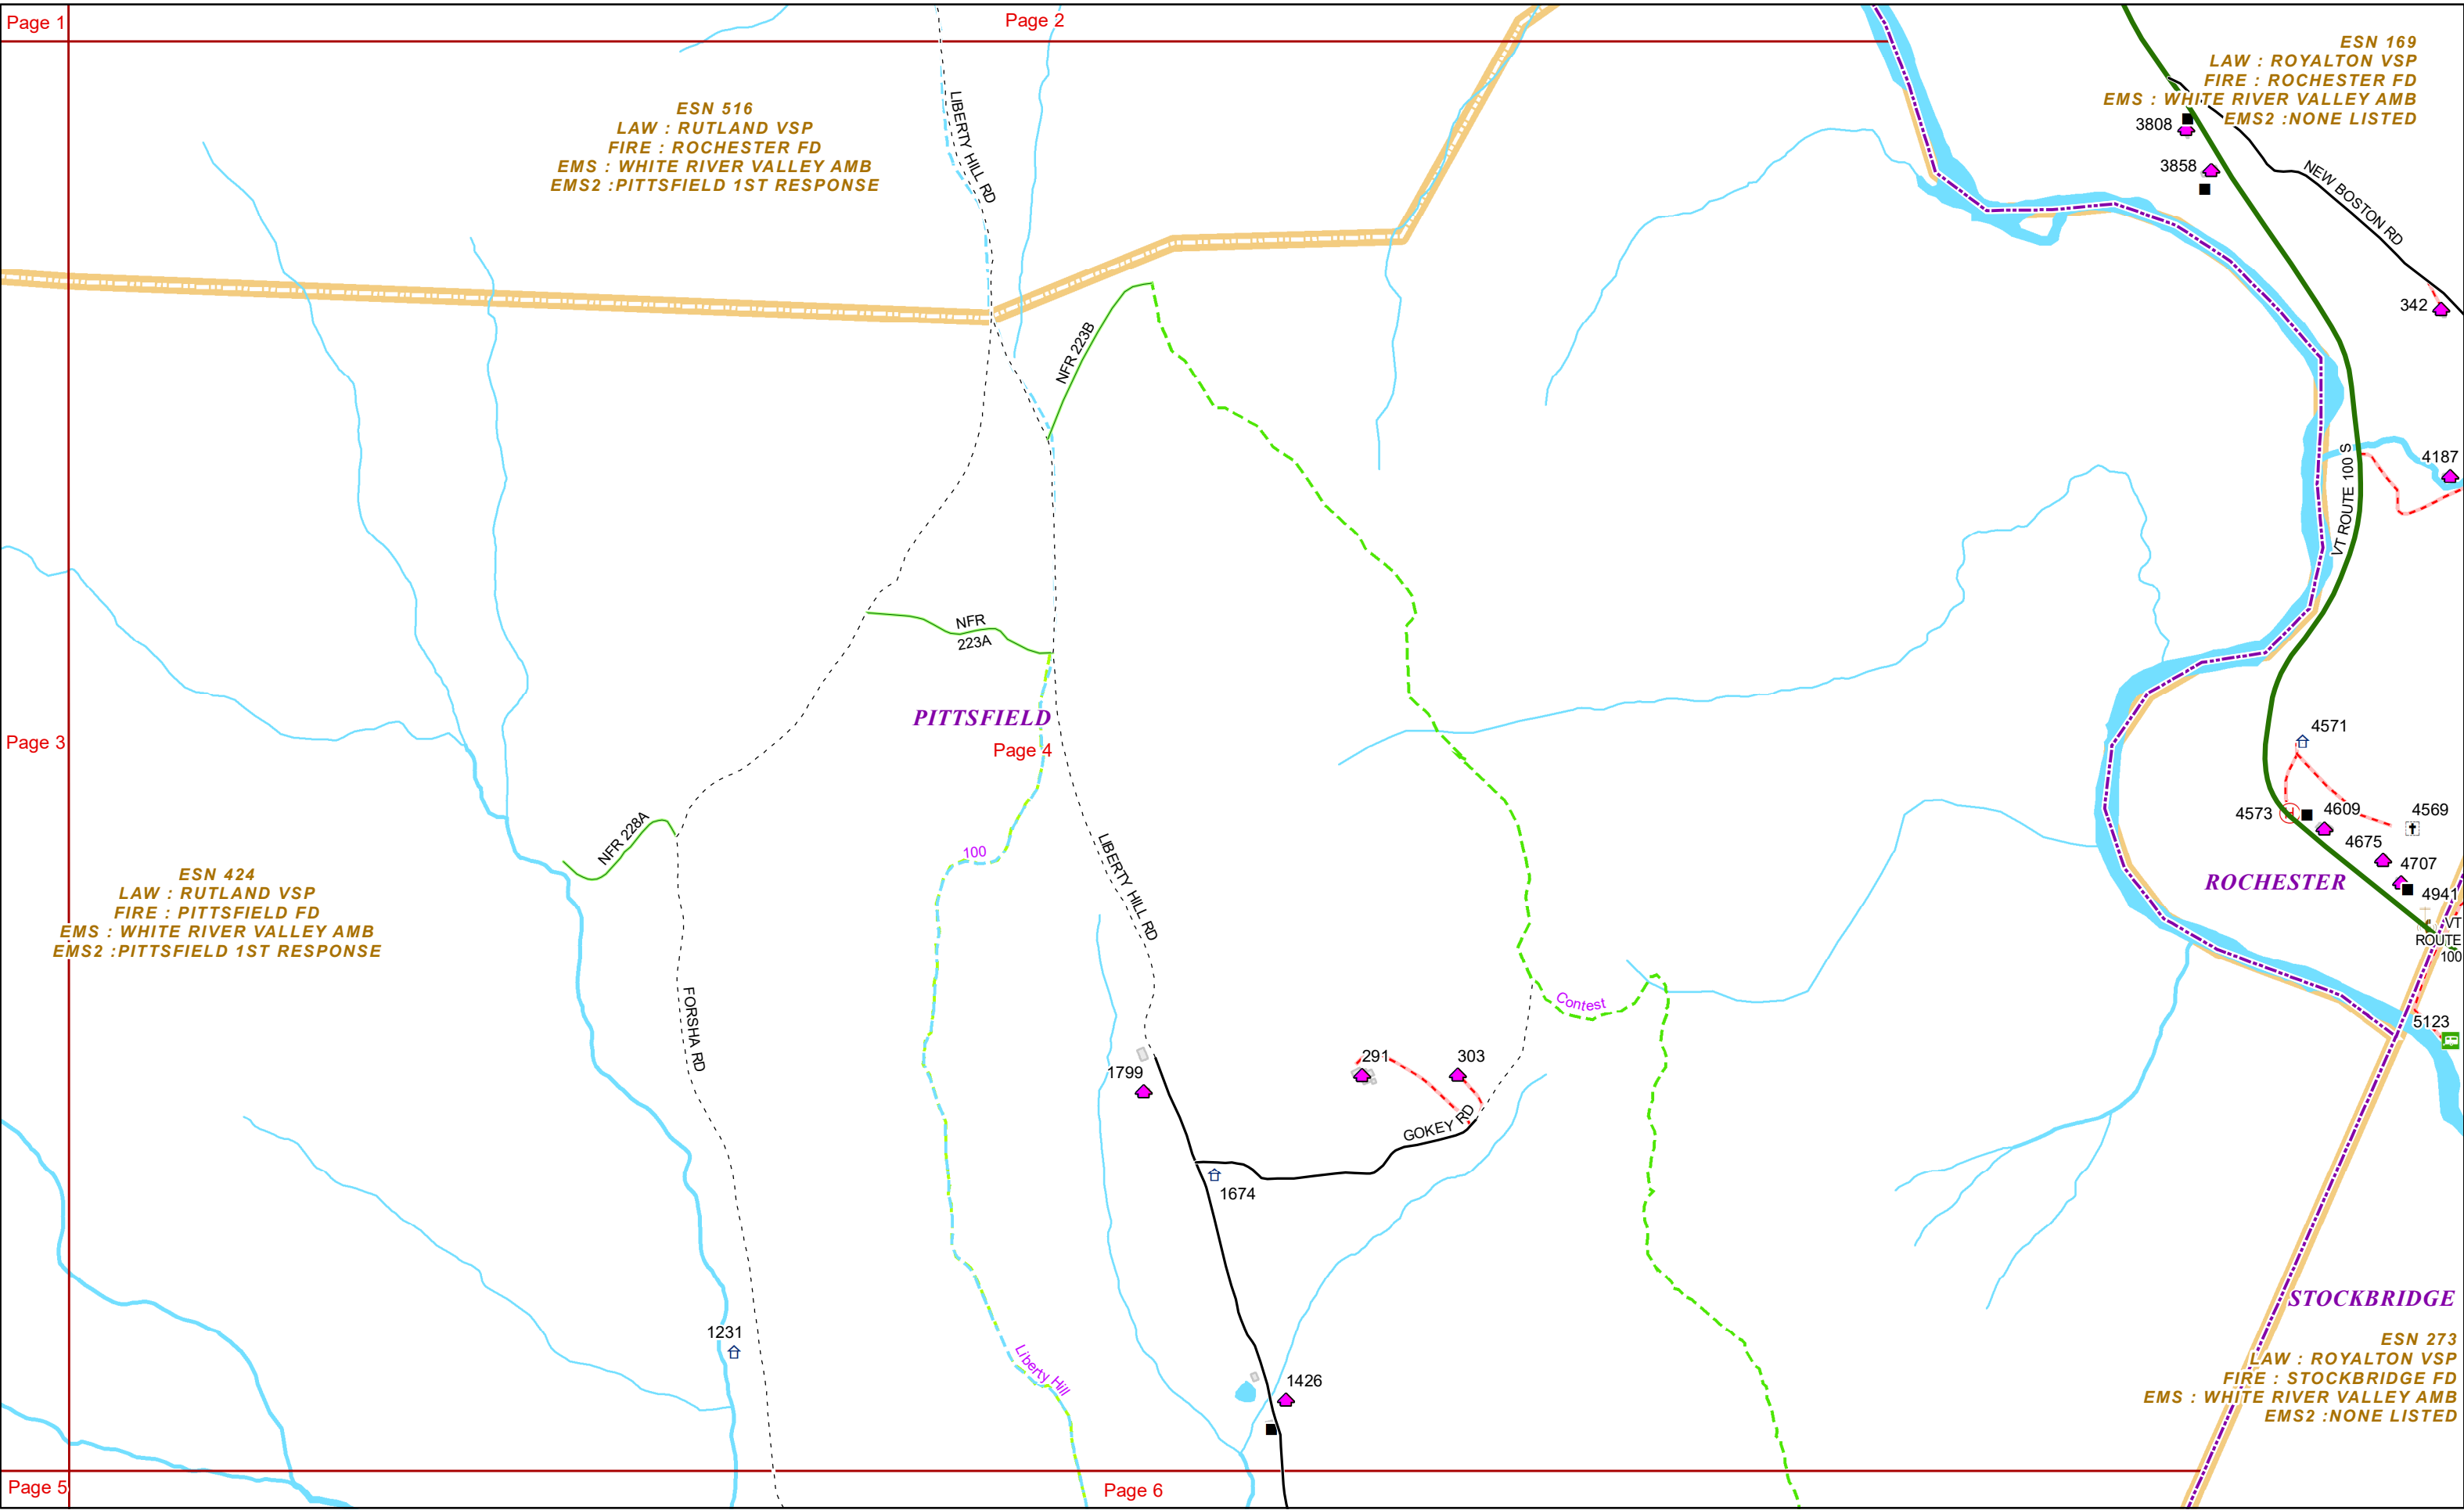 Page 1
Page 2
ESN 169
LAW : ROYALTON VSP
FIRE : ROCHESTER FD
EMS : WHITE RIVER VALLEY AMB
EMS2 :NONE LISTED
ESN 516
LAW : RUTLAND VSP
FIRE : ROCHESTER FD
EMS : WHITE RIVER VALLEY AMB
EMS2 :PITTSFIELD 1ST RESPONSE
LIBERTY HILL RD
3808
3858
NEW BOSTON RD
342
NFR 223B
VT ROUTE 100 S
4187
NFR
223A
PITTSFIELD
Page 3
Page 4
4571
4573
4609
4569
4675
4707
4941
ROCHESTER
VT
ROUTE
100
NFR 228A
100
LIBERTY HILL RD
ESN 424
LAW : RUTLAND VSP
FIRE : PITTSFIELD FD
EMS : WHITE RIVER VALLEY AMB
EMS2 :PITTSFIELD 1ST RESPONSE
FORSHA RD
Contest
5123
1799
291
303
GOKEY RD
1674
STOCKBRIDGE
1231
Liberty Hill
1426
ESN 273
LAW : ROYALTON VSP
FIRE : STOCKBRIDGE FD
EMS : WHITE RIVER VALLEY AMB
EMS2 :NONE LISTED
Page 5
Page 6